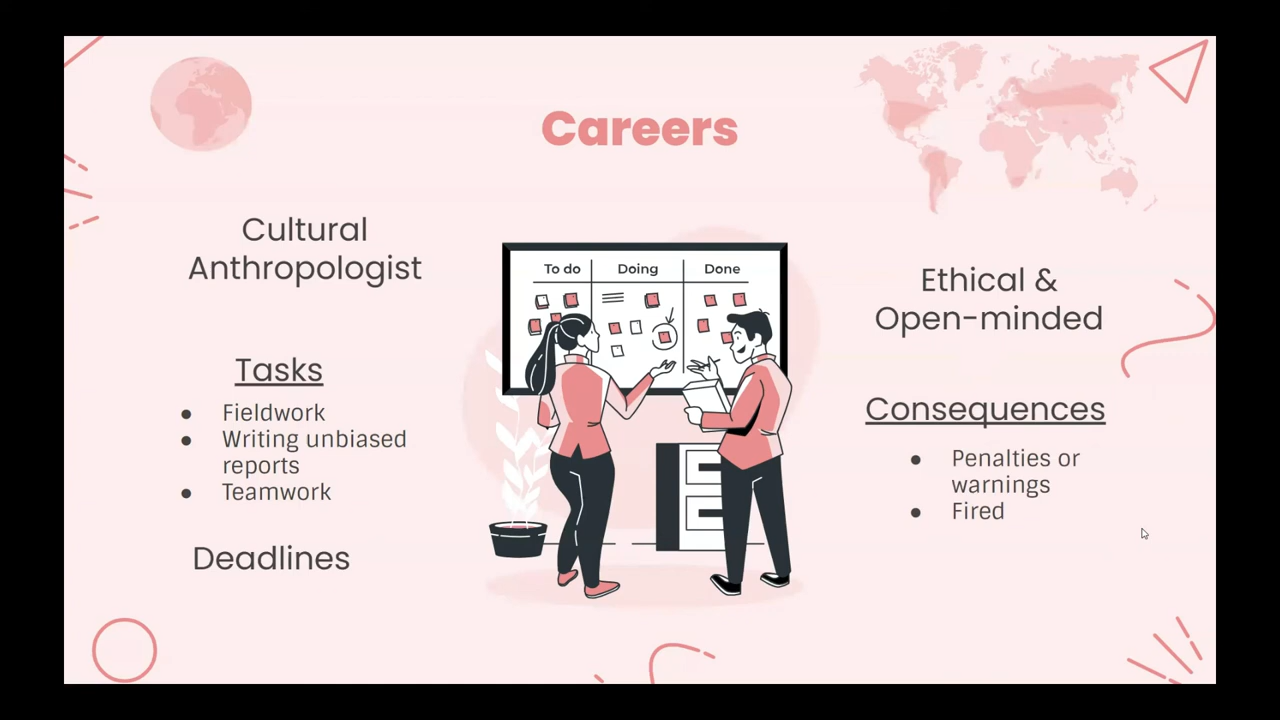 Careers
Cultural
Anthropologist
Tasks
● Fieldwork
● Writing unbiased
reports
● Teamwork
Deadlines
To do Doing Done
Ethical &
Open-minded
Consequences
● Penalties or
warnings
● Fired